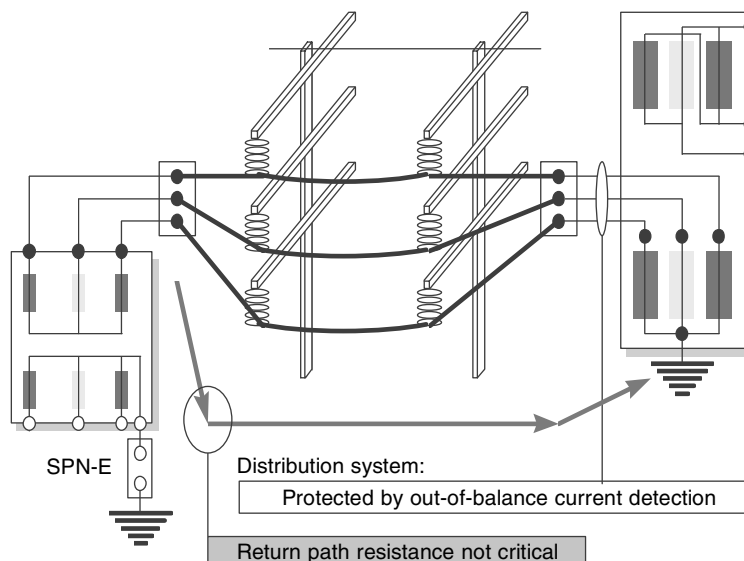 SPN-E
Distribution system:
Protected by out-of-balance current detection
Return path resistance not critical